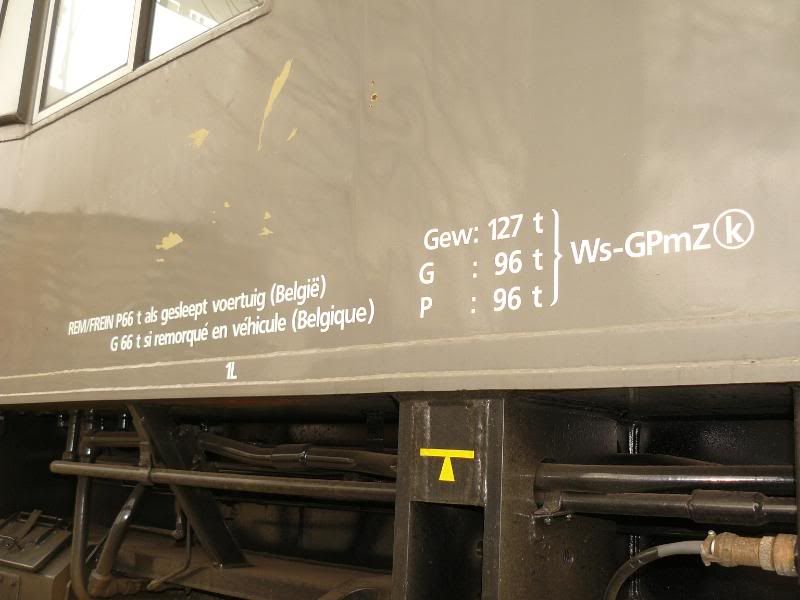 REM/FREIN P66 t als gesleept voertuig (België)
G 66 t si remorqué en véhicule (Belgique)
1L
Gew: 127 t
G : 96 t
P : 96 t
Ws-GPmZ k